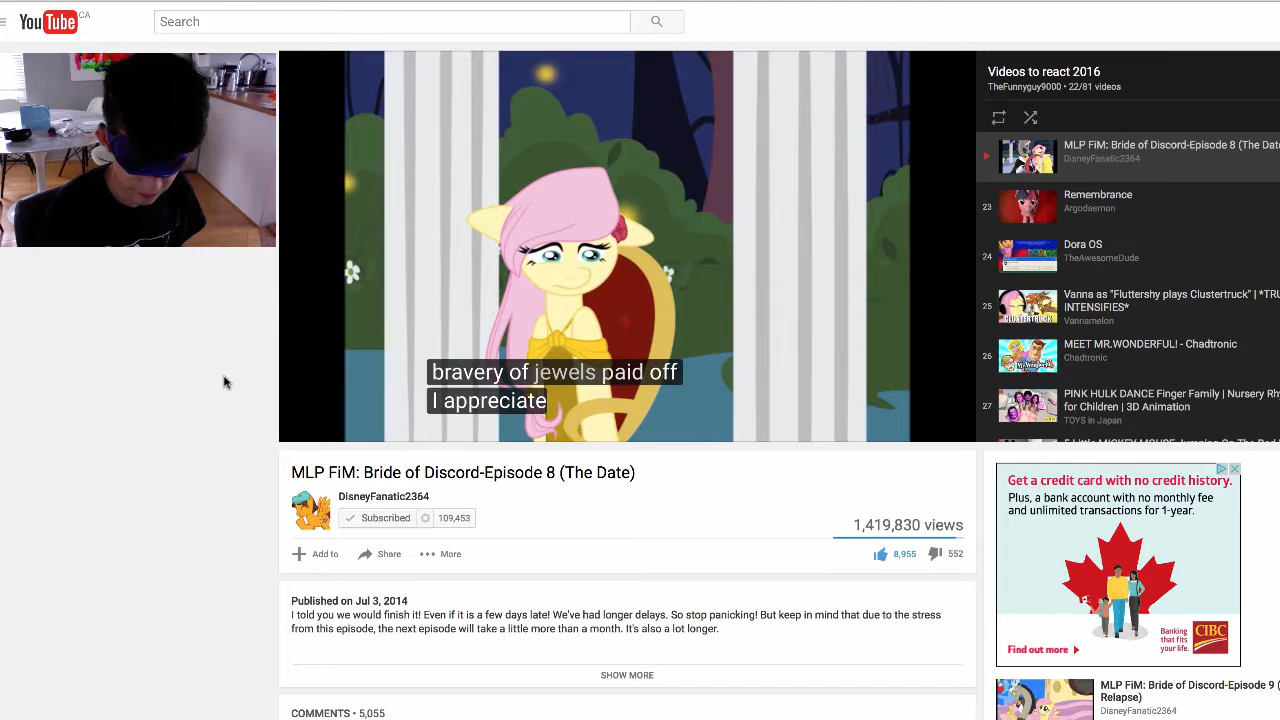 YouTube CA
Search
bravery of jewels paid off
I appreciate
Videos to react 2016
TheFunnyguy9000 • 22/81 videos
MLP FiM: Bride of Discord-Episode 8 (The Date
DisneyFanatic2364
23
Remembrance
Argodaemon
24
Dora OS
TheAwesomeDude
25
Vanna as "Fluttershy plays Clustertruck" | *TRU
INTENSIFIES*
Vannamelon
CLUSTERTRUCK
26
MEET MR.WONDERFUL! - Chadtronic
Chadtronic
27
PINK HULK DANCE Finger Family | Nursery Rhy
for Children | 3D Animation
TOYS in Japan
MLP FiM: Bride of Discord-Episode 8 (The Date)
DisneyFanatic2364
Subscribed 109,453
1,419,830 views
Add to Share More
8,955 552
Published on Jul 3, 2014
I told you we would finish it! Even if it is a few days late! We've had longer delays. So stop panicking! But keep in mind that due to the stress
from this episode, the next episode will take a little more than a month. It's also a lot longer.
SHOW MORE
COMMENTS • 5,055
Get a credit card with no credit history.
Plus, a bank account with no monthly fee
and unlimited transactions for 1-year.
Find out more
Banking
that fits
your life.
CIBC
MLP FiM: Bride of Discord-Episode 9 (
Relapse)
DisneyFanatic2364